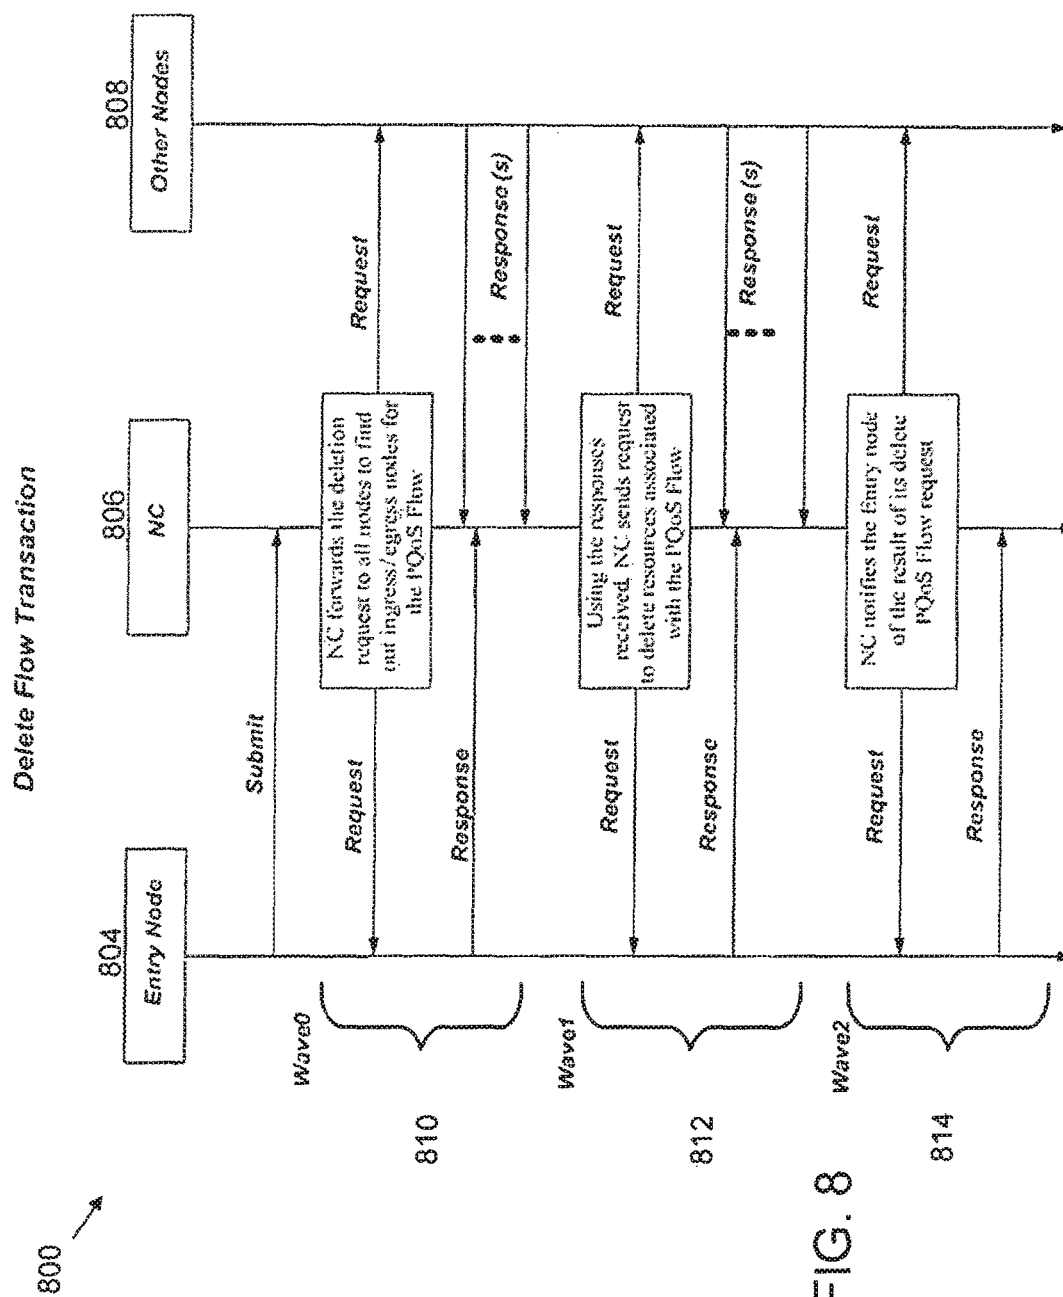 800
Delete Flow Transaction
804
806
808
Entry Node
NC
Other Nodes
Submit
Wave0
810
NC forwards the deletion
request to all nodes to find
out ingress/egress nodes for
the PQoS Flow
Request
Request
Response
Response(s)
Wave1
812
Using the responses
received, NC sends request
to delete resources associated
with the PQoS Flow
Request
Request
Response
Response(s)
Wave2
814
NC notifies the Entry node
of the result of its delete
PQoS Flow request
Request
Request
Response
FIG. 8